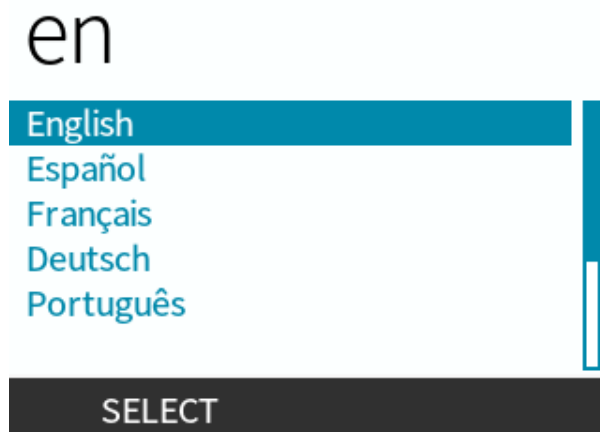 en
English
Español
Français
Deutsch
Português
SELECT